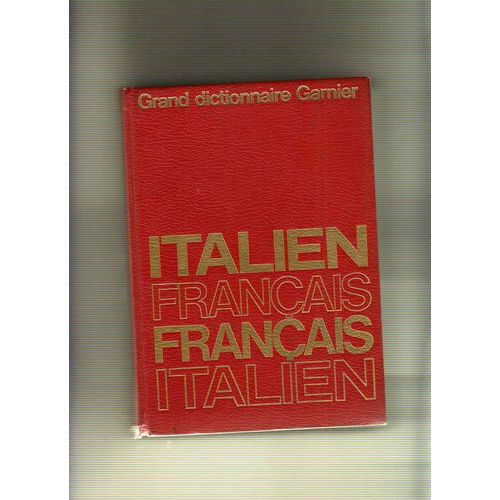 Grand dictionnaire Garnier
ITALIEN
FRANÇAIS
FRANÇAIS
ITALIEN